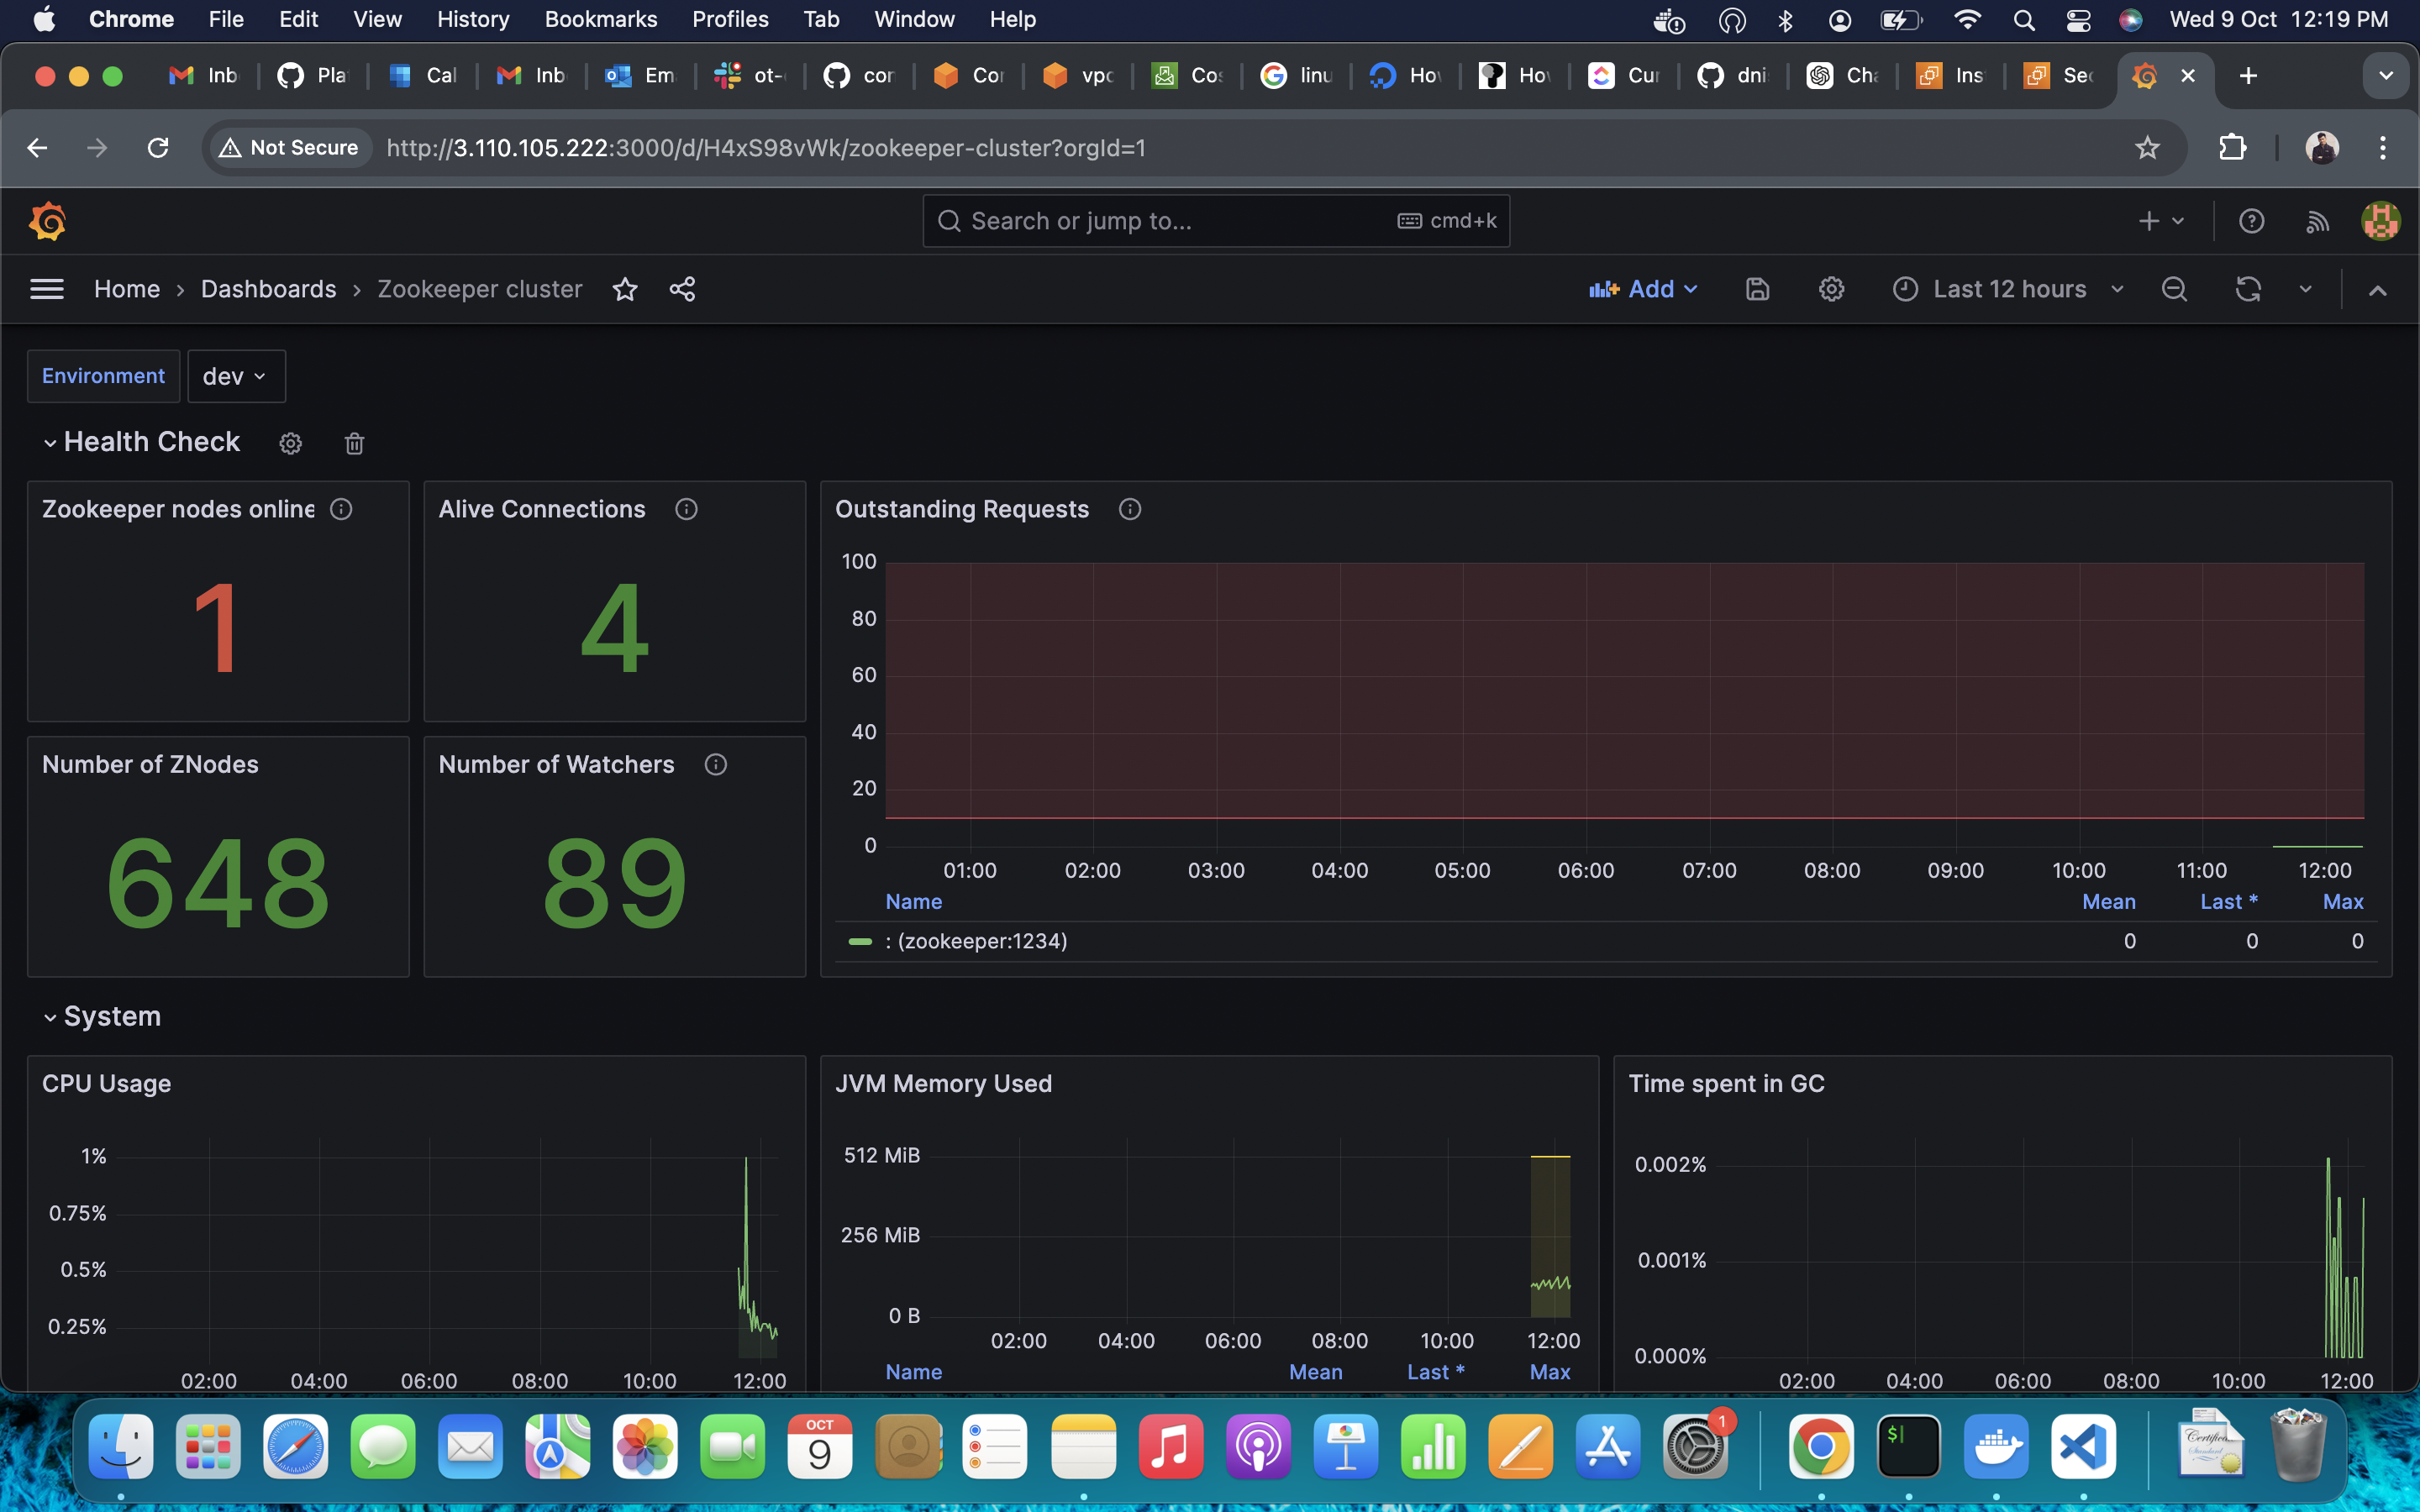 Chrome File Edit View History Bookmarks Profiles Tab Window Help Wed 9 Oct 12:19 PM
Inb Pla Cal Inb Em ot- cor Cor vpc Cos linu Hov Hov Cur dni Cha Ins Sec
Not Secure http://3.110.105.222:3000/d/H4xS98vWk/zookeeper-cluster?orgId=1
Search or jump to... cmd+k
Home › Dashboards › Zookeeper cluster Add Last 12 hours
Environment dev
Health Check
Zookeeper nodes online
1
Alive Connections
4
Number of ZNodes
648
Number of Watchers
89
Outstanding Requests
100
80
60
40
20
0
01:00 02:00 03:00 04:00 05:00 06:00 07:00 08:00 09:00 10:00 11:00 12:00
Name Mean Last * Max
: (zookeeper:1234) 0 0 0
System
CPU Usage
1%
0.75%
0.5%
0.25%
02:00 04:00 06:00 08:00 10:00 12:00
JVM Memory Used
512 MiB
256 MiB
0 B
02:00 04:00 06:00 08:00 10:00 12:00
Name Mean Last * Max
Time spent in GC
0.002%
0.001%
0.000%
02:00 04:00 06:00 08:00 10:00 12:00
OCT
9
1
$